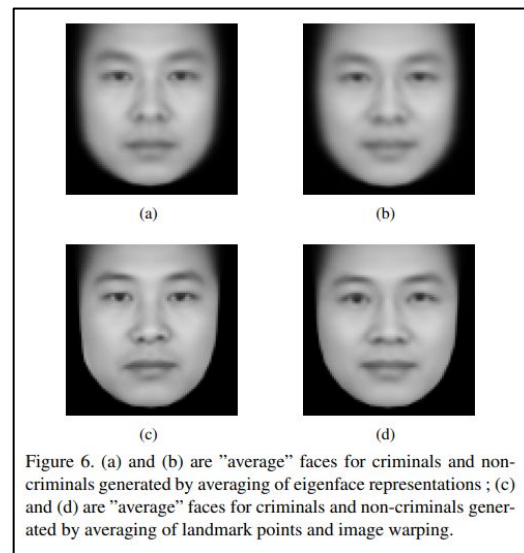 (a)
(b)
(c)
(d)
Figure 6. (a) and (b) are ”average” faces for criminals and non-
criminals generated by averaging of eigenface representations ; (c)
and (d) are ”average” faces for criminals and non-criminals gener-
ated by averaging of landmark points and image warping.